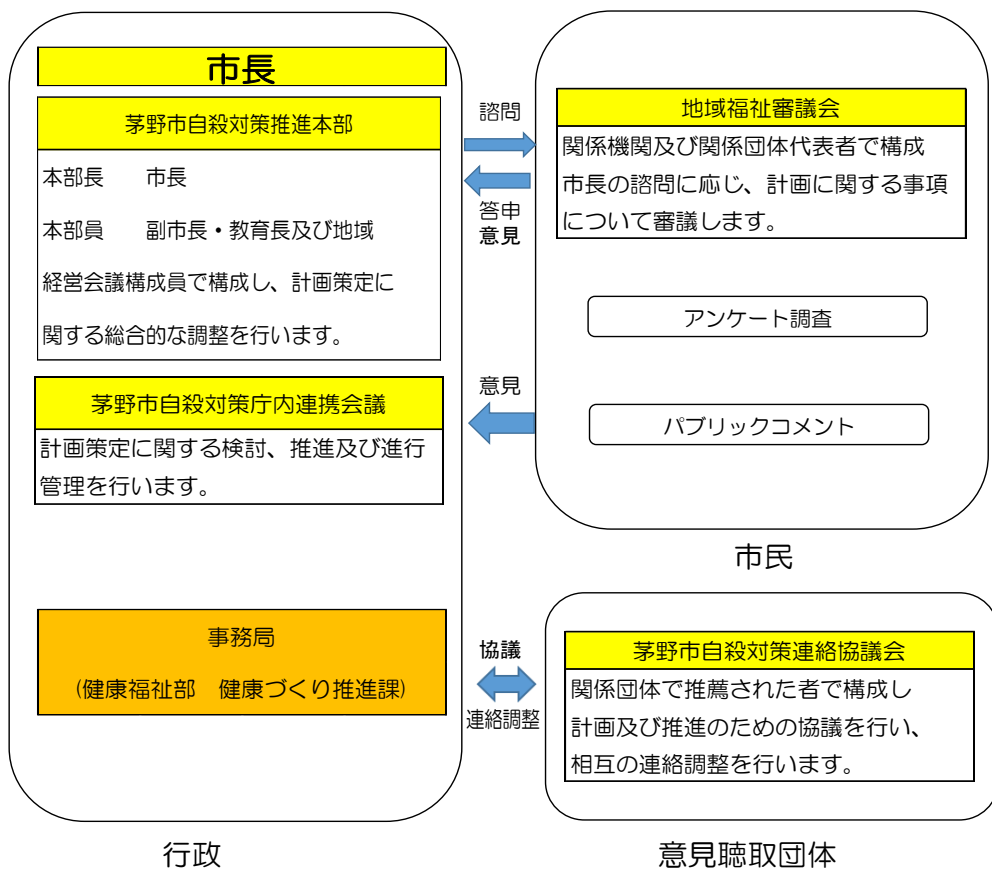 市長
茅野市自殺対策推進本部
本部長　　市長
本部員　　副市長・教育長及び地域
経営会議構成員で構成し、計画策定に
関する総合的な調整を行います。
茅野市自殺対策庁内連携会議
計画策定に関する検討、推進及び進行
管理を行います。
事務局
(健康福祉部　健康づくり推進課)
行政
諮問
答申
意見
意見
協議
連絡調整
地域福祉審議会
関係機関及び関係団体代表者で構成
市長の諮問に応じ、計画に関する事項
について審議します。
アンケート調査
パブリックコメント
市民
茅野市自殺対策連絡協議会
関係団体で推薦された者で構成し
計画及び推進のための協議を行い、
相互の連絡調整を行います。
意見聴取団体